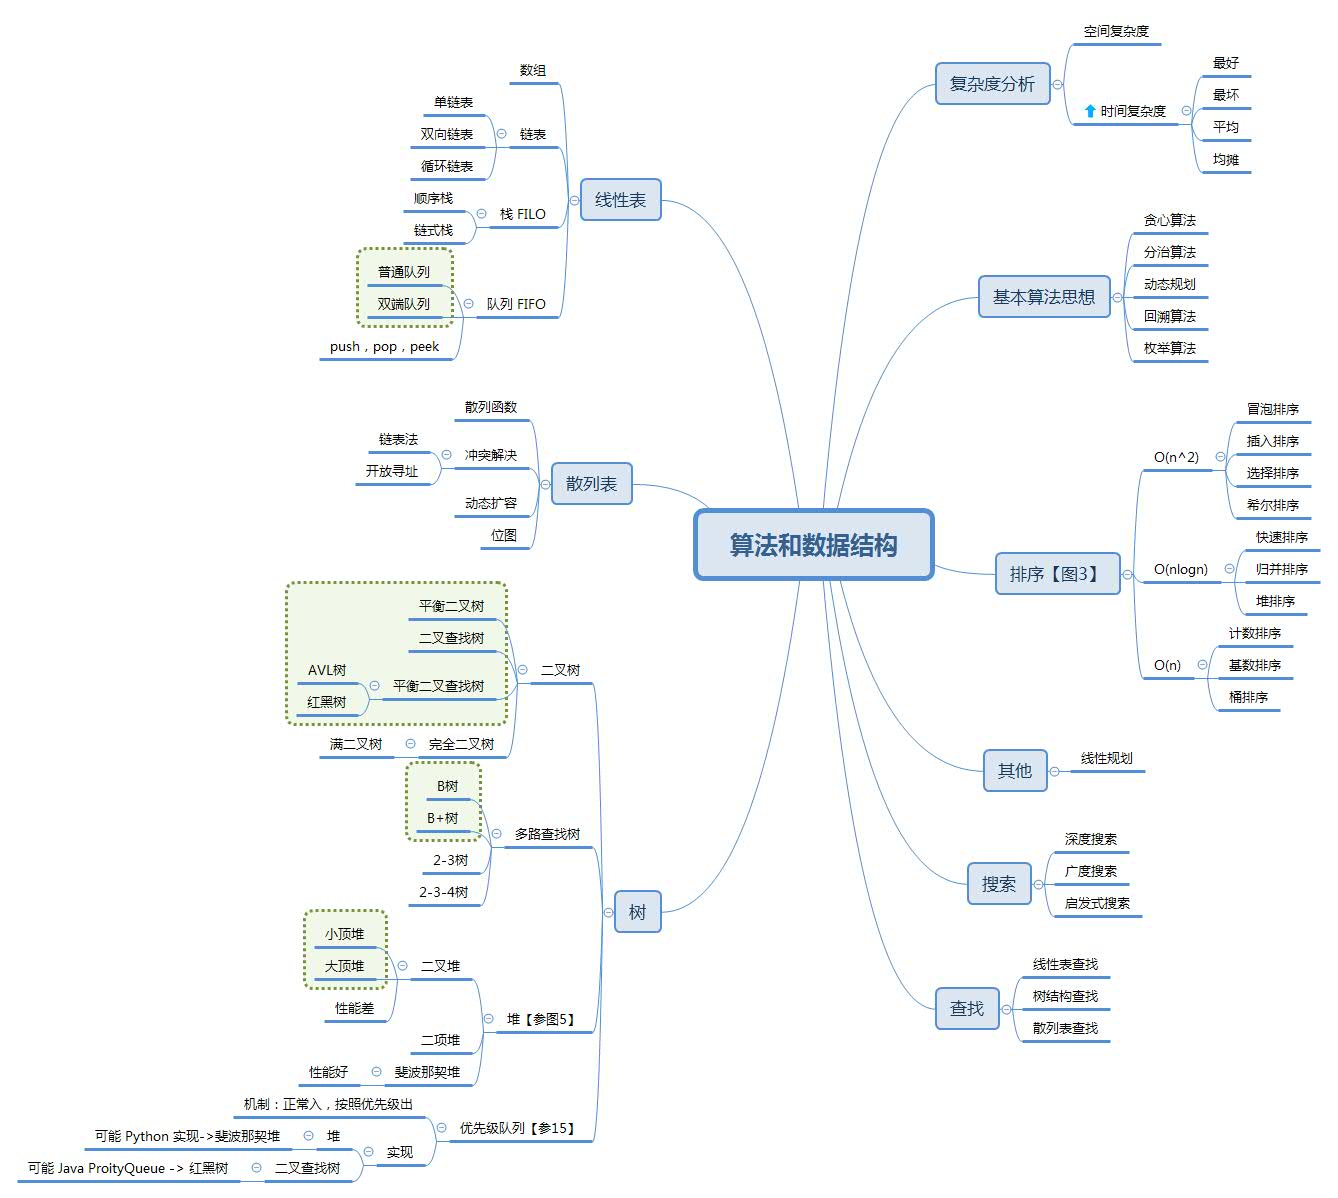 算法和数据结构
线性表
数组
链表
单链表
双向链表
循环链表
栈 FILO
顺序栈
链式栈
队列 FIFO
普通队列
双端队列
push，pop，peek
散列表
散列函数
冲突解决
链表法
开放寻址
动态扩容
位图
树
二叉树
平衡二叉树
二叉查找树
平衡二叉查找树
AVL树
红黑树
完全二叉树
满二叉树
多路查找树
B树
B+树
2-3树
2-3-4树
堆【参图5】
二叉堆
小顶堆
大顶堆
性能差
二项堆
斐波那契堆
性能好
优先级队列【参15】
机制：正常入，按照优先级出
实现
堆
可能 Python 实现->斐波那契堆
二叉查找树
可能 Java ProityQueue -> 红黑树
复杂度分析
空间复杂度
时间复杂度
最好
最坏
平均
均摊
基本算法思想
贪心算法
分治算法
动态规划
回溯算法
枚举算法
排序【图3】
O(n^2)
冒泡排序
插入排序
选择排序
希尔排序
O(nlogn)
快速排序
归并排序
堆排序
O(n)
计数排序
基数排序
桶排序
其他
线性规划
搜索
深度搜索
广度搜索
启发式搜索
查找
线性表查找
树结构查找
散列表查找